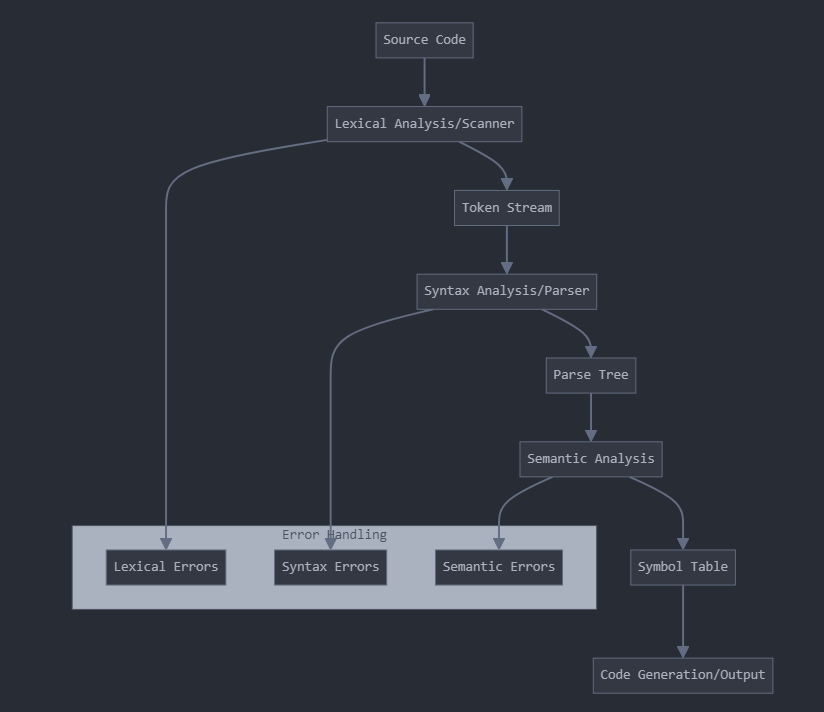 Source Code
Lexical Analysis/Scanner
Token Stream
Syntax Analysis/Parser
Parse Tree
Semantic Analysis
Error Handling
Lexical Errors
Syntax Errors
Semantic Errors
Symbol Table
Code Generation/Output